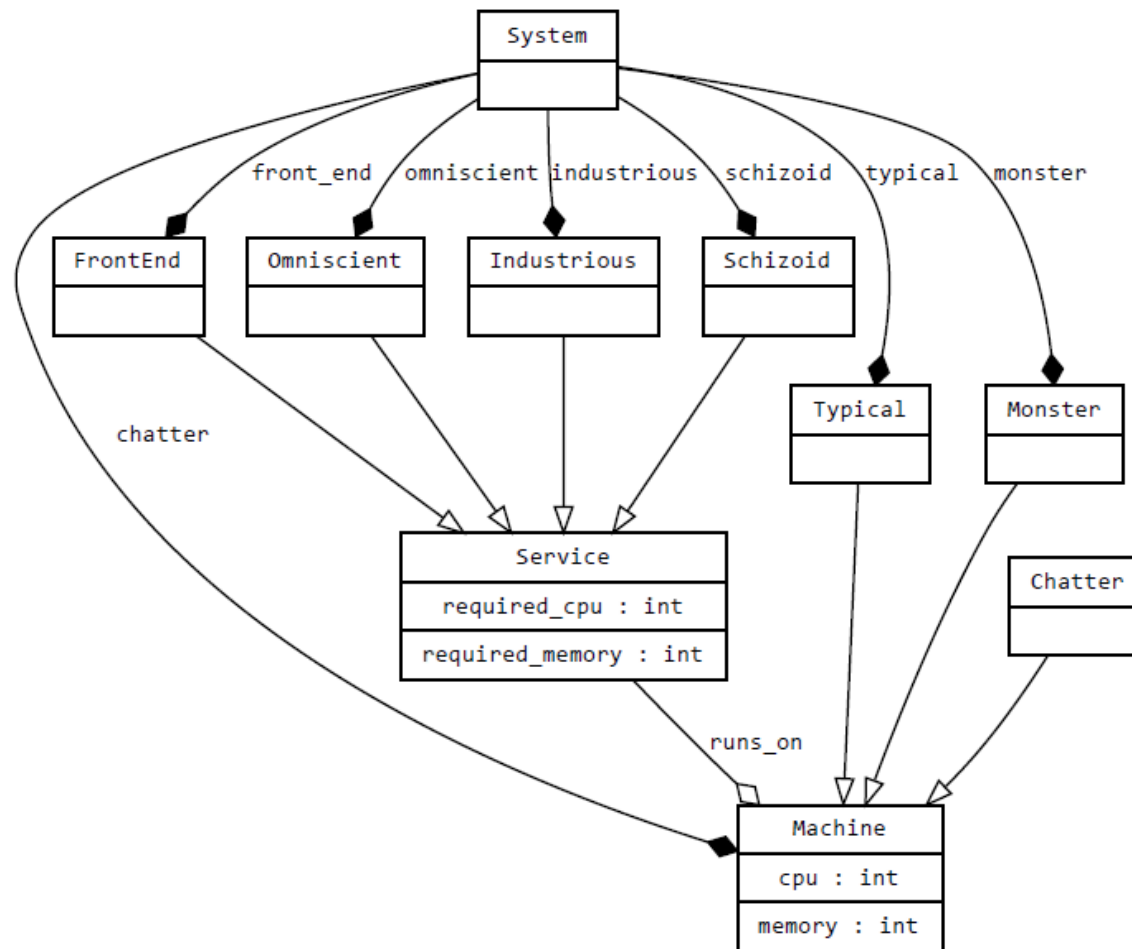 System
front_end
omniscient
industrious
schizoid
typical
monster
FrontEnd
Omniscient
Industrious
Schizoid
Typical
Monster
chatter
Service
required_cpu : int
required_memory : int
Chatter
runs_on
Machine
cpu : int
memory : int